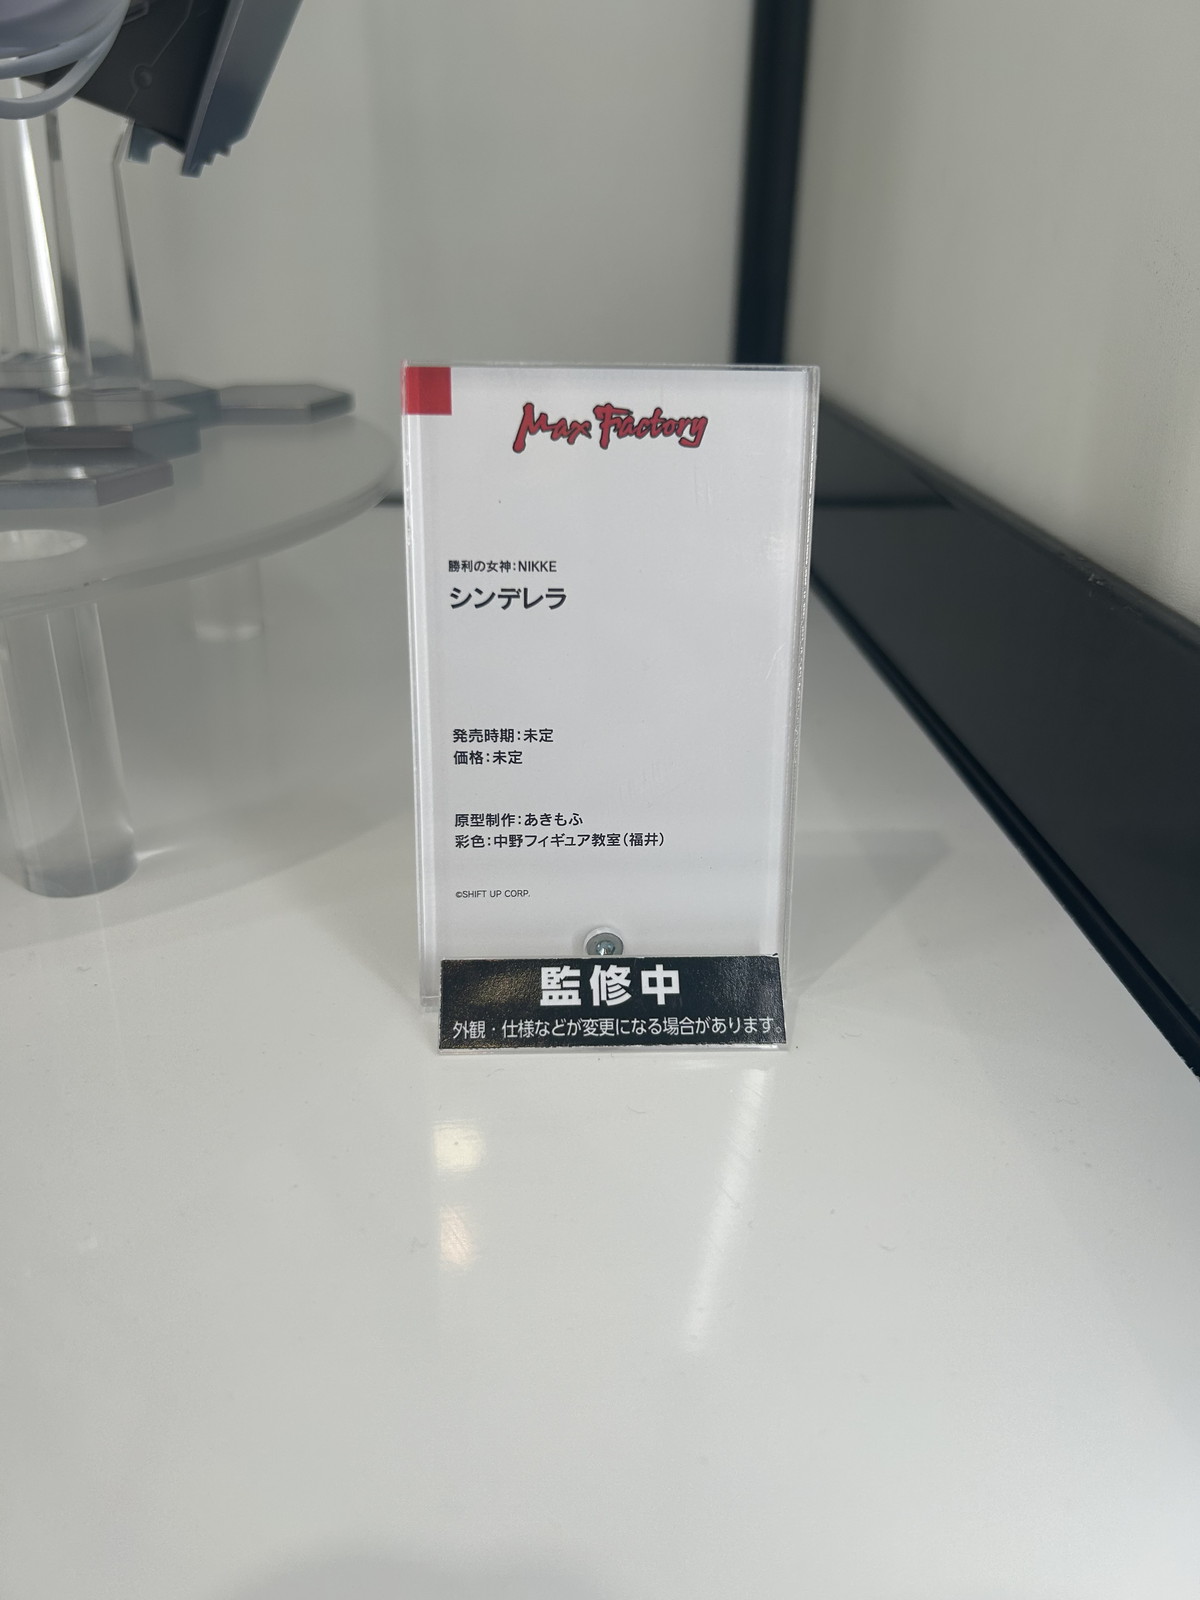 Max Factory
勝利の女神：NIKKE
シンデレラ
発売時期：未定
価格：未定
原型制作：あきもふ
彩色：中野フィギュア教室（福井）
©SHIFT UP CORP.
監修中
外観・仕様などが変更になる場合があります。